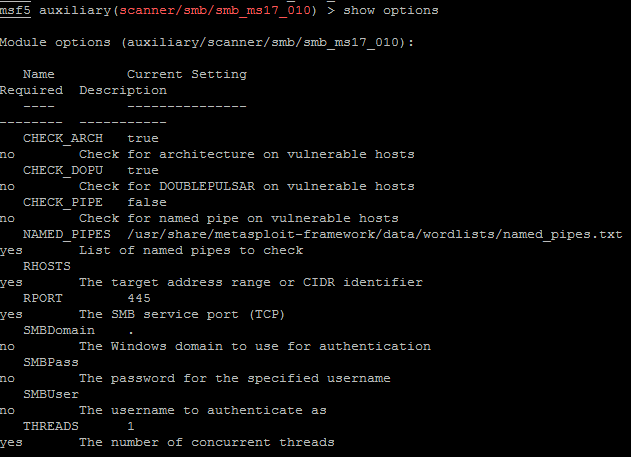 msf5 auxiliary(scanner/smb/smb_ms17_010) > show options
Module options (auxiliary/scanner/smb/smb_ms17_010):
Name Current Setting
Required Description
---- ---------------
-------- -----------
CHECK_ARCH true
no Check for architecture on vulnerable hosts
CHECK_DOPU true
no Check for DOUBLEPULSAR on vulnerable hosts
CHECK_PIPE false
no Check for named pipe on vulnerable hosts
NAMED_PIPES /usr/share/metasploit-framework/data/wordlists/named_pipes.txt
yes List of named pipes to check
RHOSTS
yes The target address range or CIDR identifier
RPORT 445
yes The SMB service port (TCP)
SMBDomain .
no The Windows domain to use for authentication
SMBPass
no The password for the specified username
SMBUser
no The username to authenticate as
THREADS 1
yes The number of concurrent threads